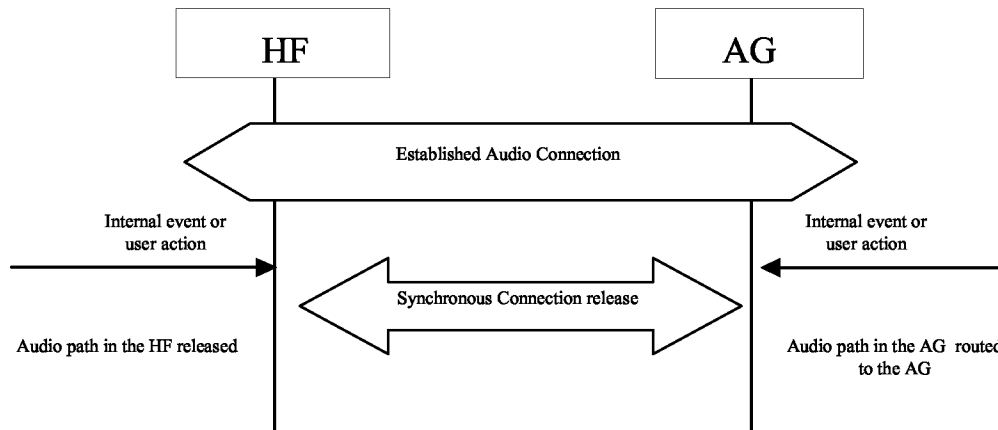 HF
AG
Established Audio Connection
Internal event or
user action
Internal event or
user action
Synchronous Connection release
Audio path in the HF released
Audio path in the AG routed
to the AG